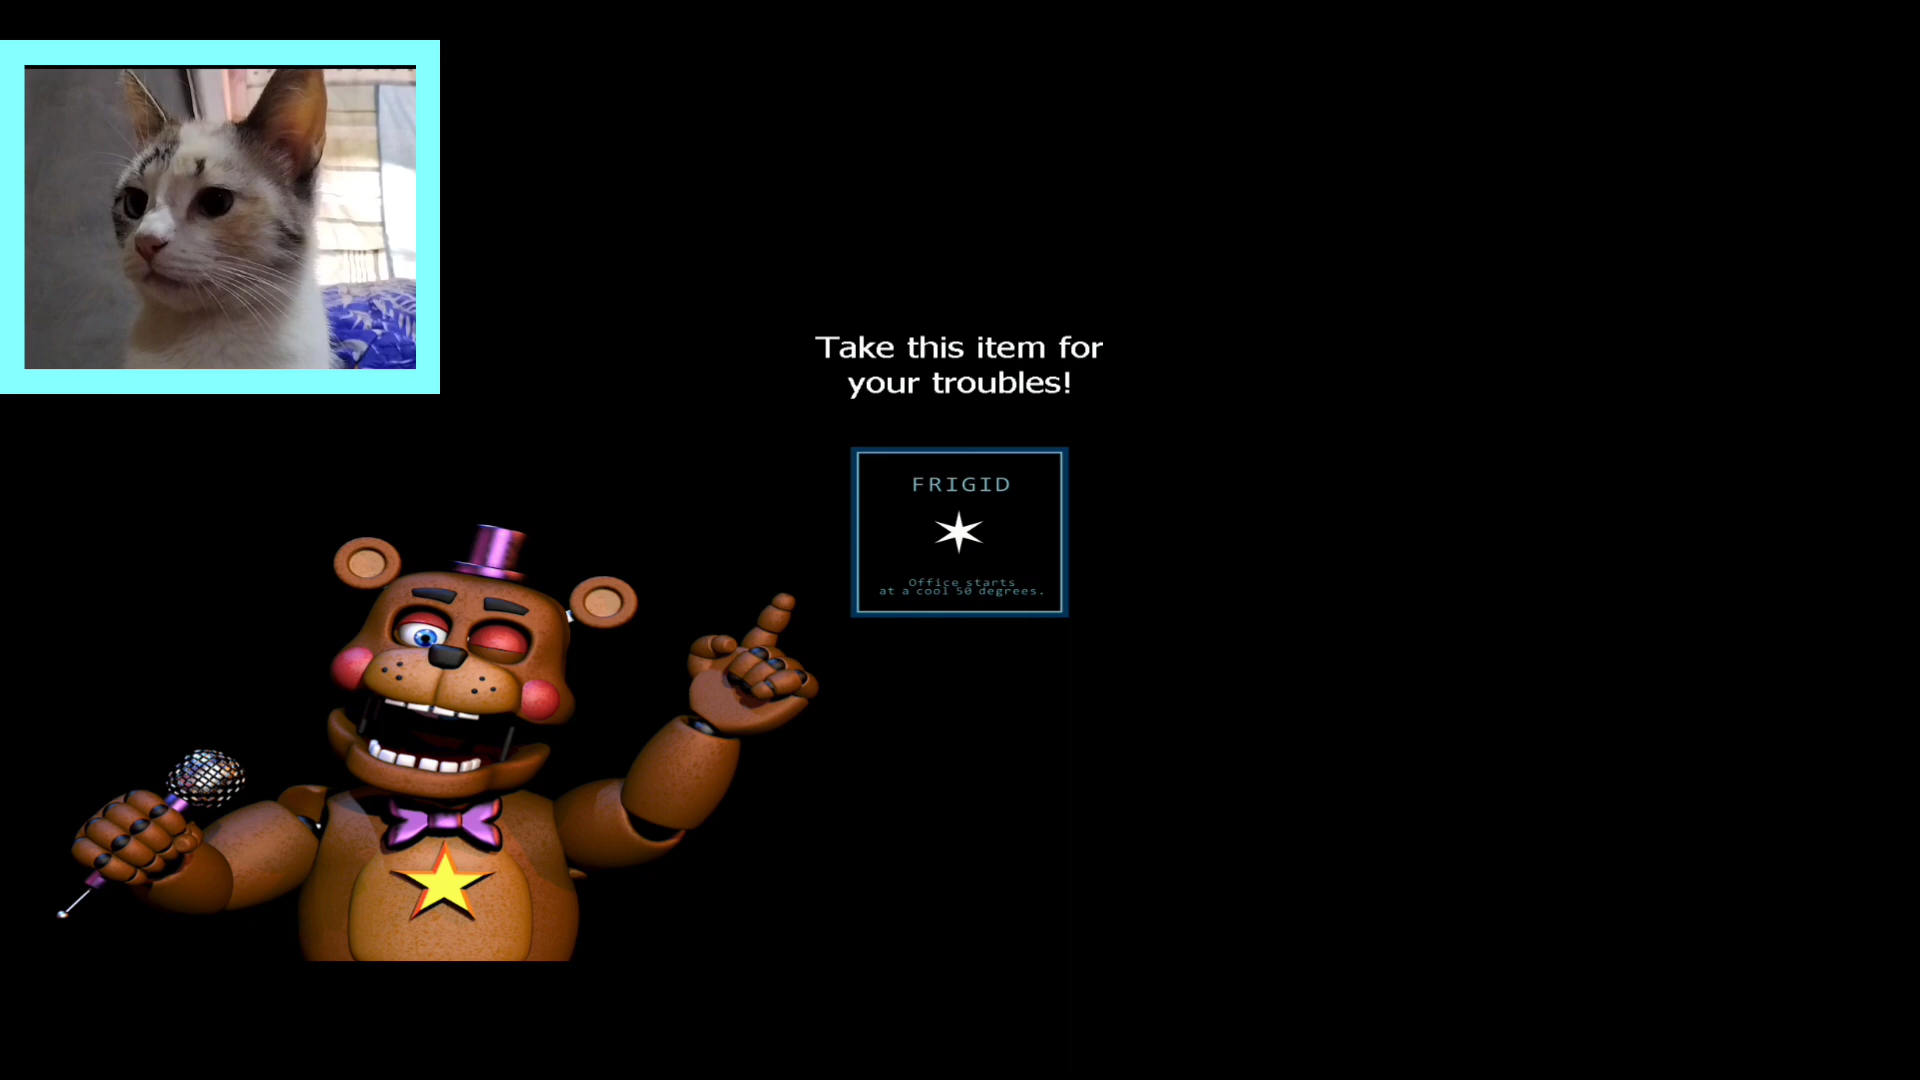 Take this item for
your troubles!
FRIGID
Office starts
at a cool 50 degrees.